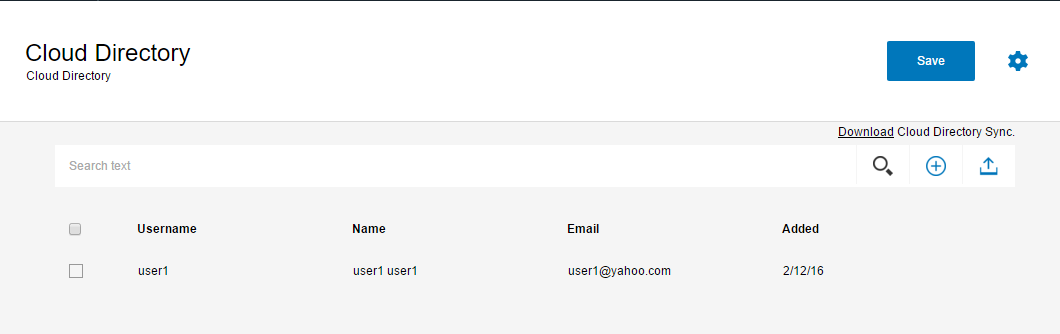 Cloud Directory
Cloud Directory
Save
Download Cloud Directory Sync.
Search text
Username Name Email Added
user1 user1 user1 user1@yahoo.com 2/12/16